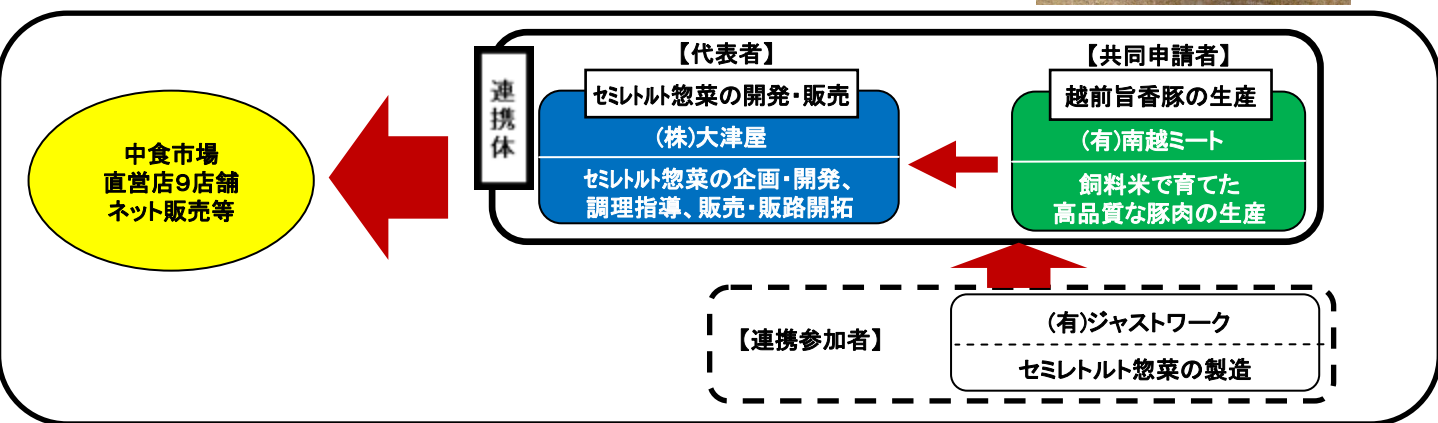 連携体
【代表者】
セミレトルト惣菜の開発・販売
(株)大津屋
セミレトルト惣菜の企画・開発、
調理指導、販売・販路開拓
【共同申請者】
越前旨香豚の生産
(有)南越ミート
飼料米で育てた
高品質な豚肉の生産
中食市場
直営店9店舗
ネット販売等
【連携参加者】
(有)ジャストワーク
セミレトルト惣菜の製造